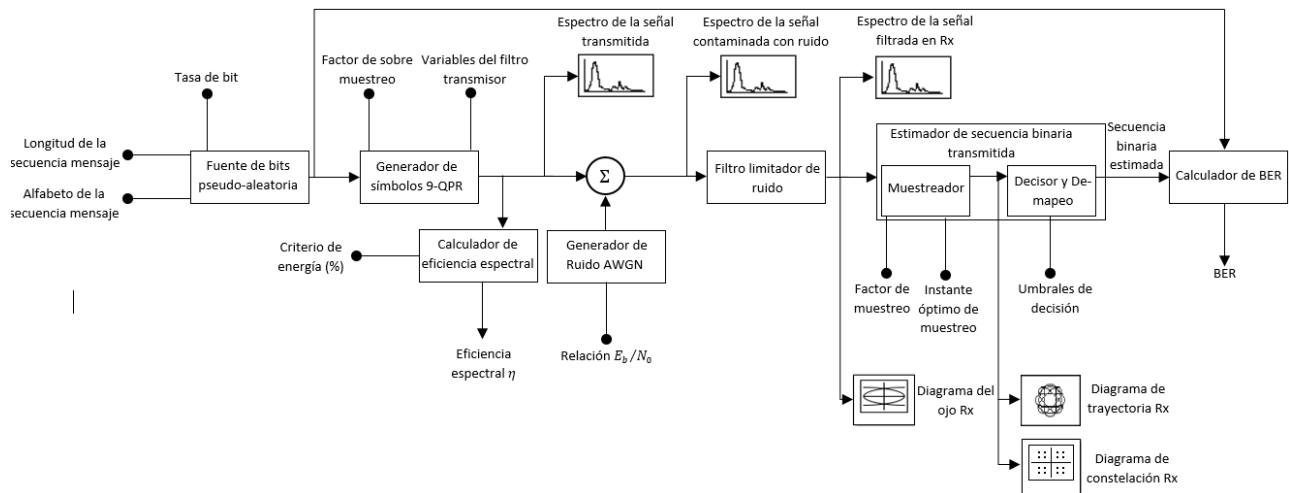 Espectro de la señal
transmitida
Espectro de la señal
contaminada con ruido
Espectro de la señal
filtrada en Rx
Tasa de bit
Factor de sobre
muestreo
Variables del filtro
transmisor
Longitud de la
secuencia mensaje
Alfabeto de la
secuencia mensaje
Fuente de bits
pseudo-aleatoria
Generador de
símbolos 9-QPR
Σ
Filtro limitador de
ruido
Estimador de secuencia binaria
transmitida
Muestreador
Decisor y De-
mapeo
Secuencia
binaria
estimada
Calculador de BER
Criterio de
energía (%)
Calculador de
eficiencia espectral
Generador de
Ruido AWGN
Factor de
muestreo
Instante
óptimo de
muestreo
Umbrales de
decisión
BER
Eficiencia
espectral η
Relación E_b/N_0
Diagrama del
ojo Rx
Diagrama de
trayectoria Rx
Diagrama de
constelación Rx